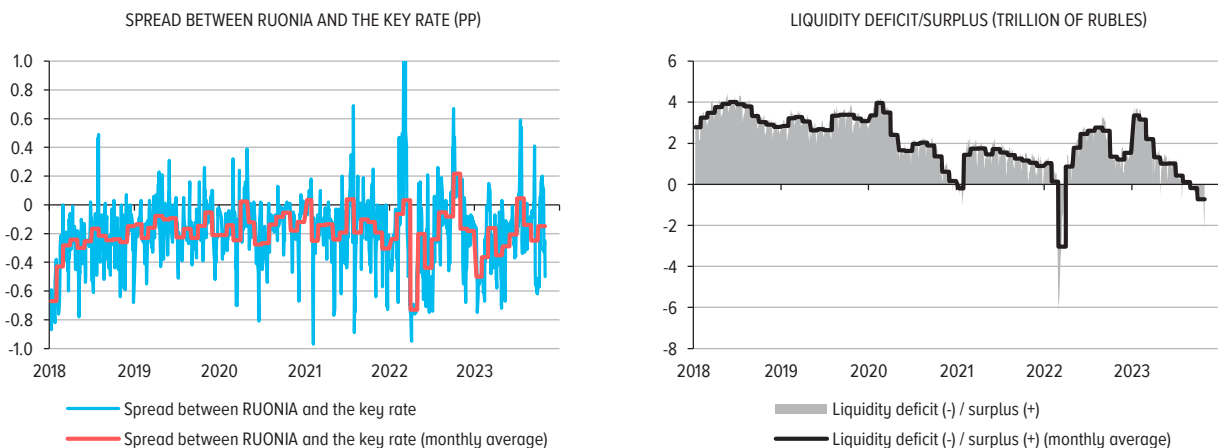 SPREAD BETWEEN RUONIA AND THE KEY RATE (PP)
1.0
0.8
0.6
0.4
0.2
0
-0.2
-0.4
-0.6
-0.8
-1.0
2018 2019 2020 2021 2022 2023
Spread between RUONIA and the key rate
Spread between RUONIA and the key rate (monthly average)
LIQUIDITY DEFICIT/SURPLUS (TRILLION OF RUBLES)
6
4
2
0
-2
-4
-6
-8
2018 2019 2020 2021 2022 2023
Liquidity deficit (-) / surplus (+)
Liquidity deficit (-) / surplus (+) (monthly average)